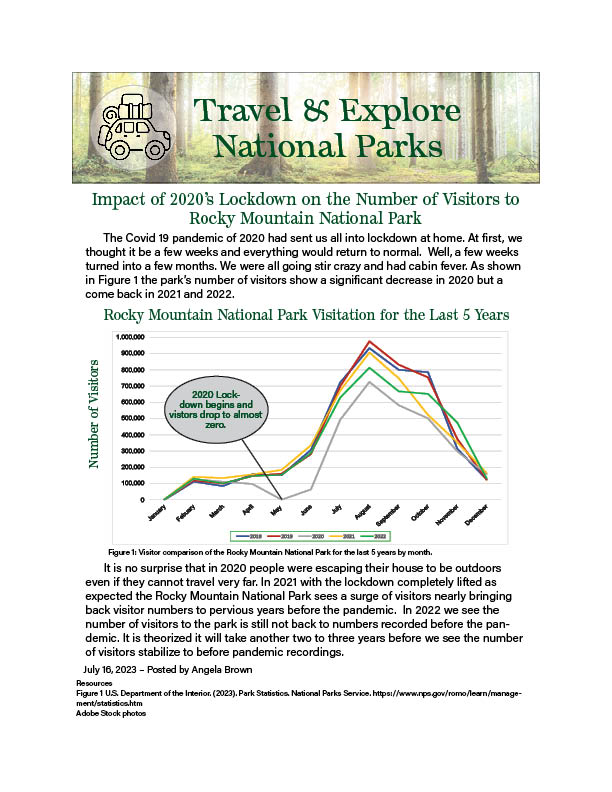 Travel & Explore
National Parks
Impact of 2020's Lockdown on the Number of Visitors to
Rocky Mountain National Park
The Covid 19 pandemic of 2020 had sent us all into lockdown at home. At first, we
thought it be a few weeks and everything would return to normal.  Well, a few weeks
turned into a few months. We were all going stir crazy and had cabin fever. As shown
in Figure 1 the park's number of visitors show a significant decrease in 2020 but a
come back in 2021 and 2022.
Rocky Mountain National Park Visitation for the Last 5 Years
Number of Visitors
1,000,000
900,000
800,000
700,000
600,000
500,000
400,000
300,000
200,000
100,000
0
2020 Lock-
down begins and
vistors drop to almost
zero.
January
Febuary
March
April
May
June
July
August
September
October
November
December
2018 2019 2020 2021 2022
Figure 1: Visitor comparison of the Rocky Mountain National Park for the last 5 years by month.
It is no surprise that in 2020 people were escaping their house to be outdoors
even if they cannot travel very far. In 2021 with the lockdown completely lifted as
expected the Rocky Mountain National Park sees a surge of visitors nearly bringing
back visitor numbers to pervious years before the pandemic.  In 2022 we see the
number of visitors to the park is still not back to numbers recorded before the pan-
demic. It is theorized it will take another two to three years before we see the number
of visitors stabilize to before pandemic recordings.
July 16, 2023 – Posted by Angela Brown
Resources
Figure 1 U.S. Department of the Interior. (2023). Park Statistics. National Parks Service. https://www.nps.gov/romo/learn/manage-
ment/statistics.htm
Adobe Stock photos